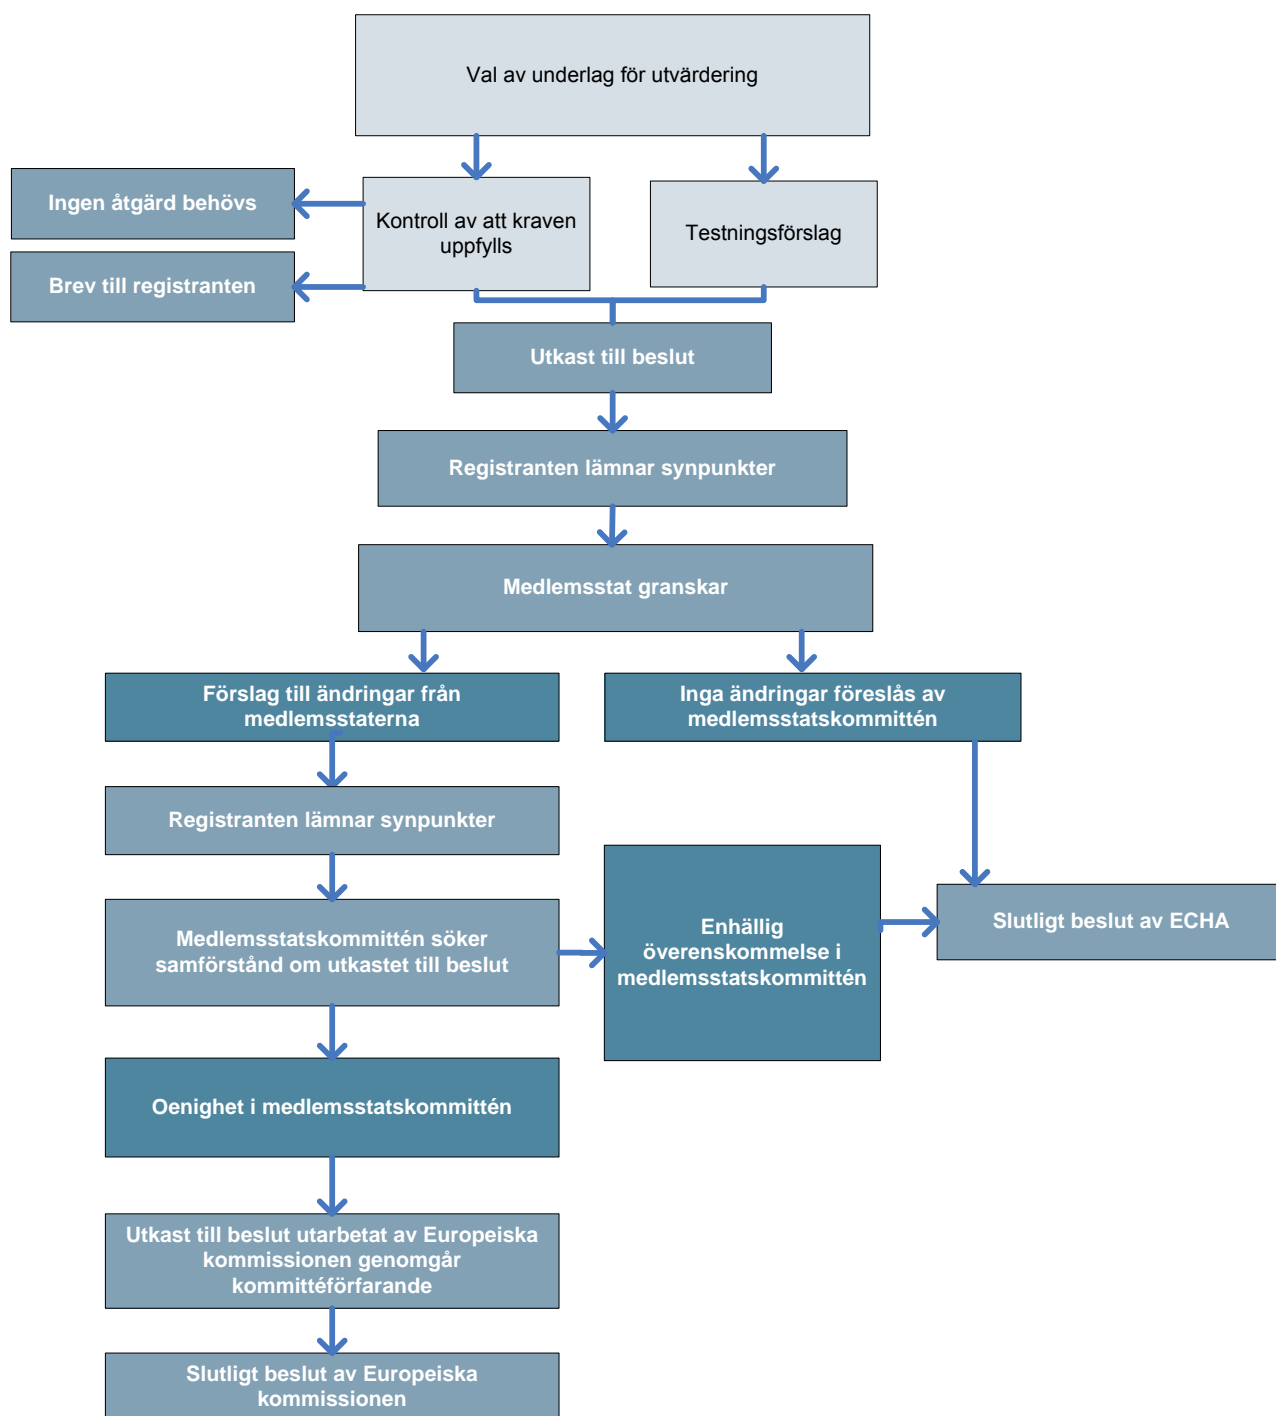 Val av underlag för utvärdering
Ingen åtgärd behövs
Kontroll av att kraven
uppfylls
Testningsförslag
Brev till registranten
Utkast till beslut
Registranten lämnar synpunkter
Medlemsstat granskar
Förslag till ändringar från
medlemsstaterna
Inga ändringar föreslås av
medlemsstatskommittén
Registranten lämnar synpunkter
Medlemsstatskommittén söker
samförstånd om utkastet till beslut
Enhällig
överenskommelse i
medlemsstatskommittén
Slutligt beslut av ECHA
Oenighet i medlemsstatskommittén
Utkast till beslut utarbetat av Europeiska
kommissionen genomgår
kommittéförfarande
Slutligt beslut av Europeiska
kommissionen